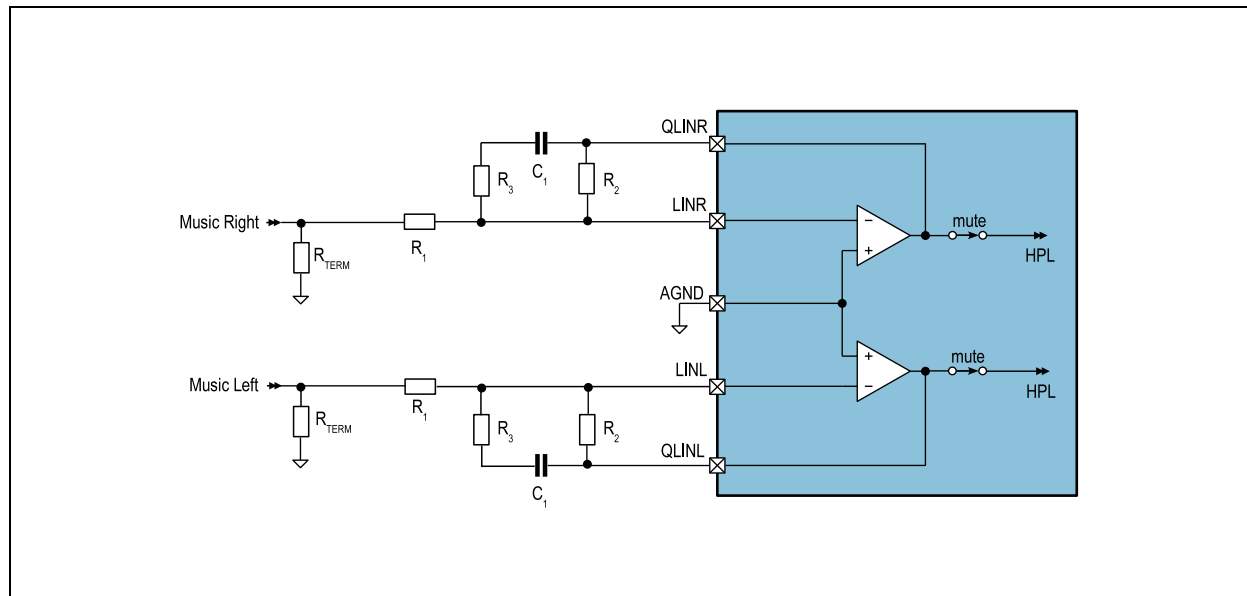 QLINR
C1
R3
R2
LINR
Music Right
R1
RTERM
−
+
mute
HPL
AGND
LINL
Music Left
R1
RTERM
+
−
mute
HPL
R3
R2
QLINL
C1